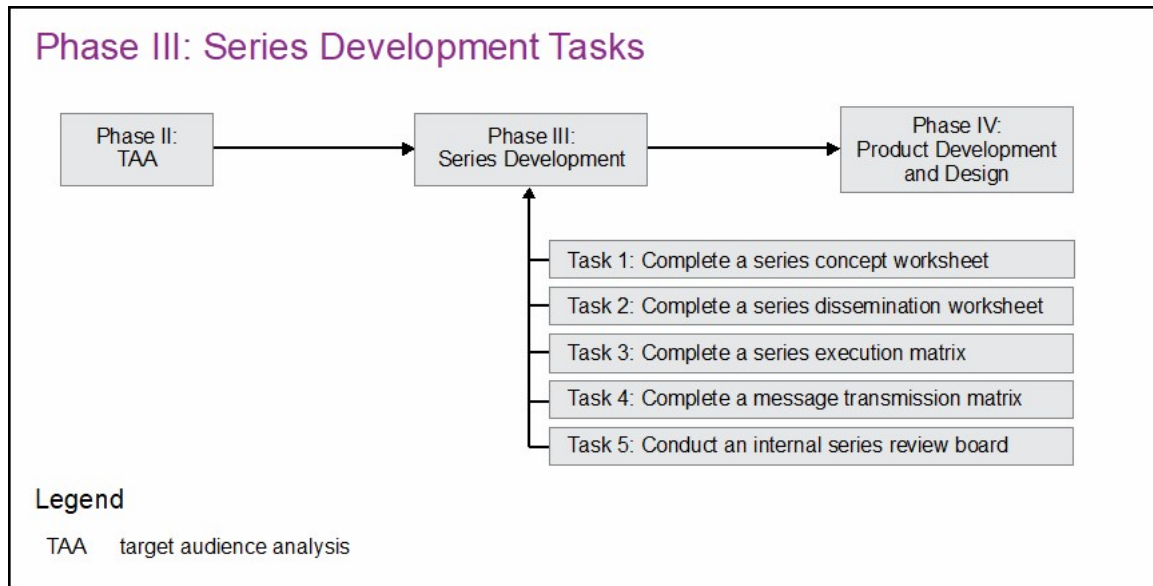 Phase III: Series Development Tasks
Phase II:
TAA
Phase III:
Series Development
Phase IV:
Product Development
and Design
Task 1: Complete a series concept worksheet
Task 2: Complete a series dissemination worksheet
Task 3: Complete a series execution matrix
Task 4: Complete a message transmission matrix
Task 5: Conduct an internal series review board
Legend
TAA target audience analysis